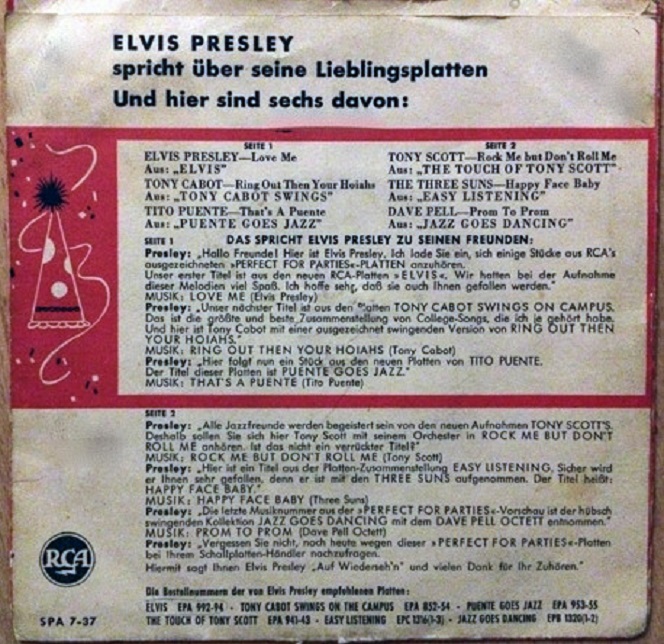 ELVIS PRESLEY
spricht über seine Lieblingsplatten
Und hier sind sechs davon:
SEITE 1
ELVIS PRESLEY—Love Me
Aus: „ELVIS”
TONY CABOT—Ring Out Then Your Hoiahs
Aus: „TONY CABOT SWINGS”
TITO PUENTE—That's A Puente
Aus: „PUENTE GOES JAZZ”
SEITE 2
TONY SCOTT—Rock Me but Don't Roll Me
Aus: „THE TOUCH OF TONY SCOTT”
THE THREE SUNS—Happy Face Baby
Aus: „EASY LISTENING”
DAVE PELL—Prom To Prom
Aus: „JAZZ GOES DANCING”
SEITE 1 DAS SPRICHT ELVIS PRESLEY ZU SEINEN FREUNDEN:
Presley: „Hallo Freunde! Hier ist Elvis Presley. Ich lade Sie ein, sich einige Stücke aus RCA's
ausgezeichneten »PERFECT FOR PARTIES«-PLATTEN anzuhören.
Unser erster Titel ist aus den neuen RCA-Platten »ELVIS«. Wir hatten bei der Aufnahme
dieser Melodien viel Spaß. Ich hoffe sehr, daß sie auch Ihnen gefallen werden.”
MUSIK: LOVE ME (Elvis Presley)
Presley: „Unser nächster Titel ist aus den Platten TONY CABOT SWINGS ON CAMPUS.
Das ist die größte und beste Zusammenstellung von College-Songs, die ich je gehört habe.
Und hier ist Tony Cabot mit einer ausgezeichnet swingenden Version von RING OUT THEN
YOUR HOIAHS.”
MUSIK: RING OUT THEN YOUR HOIAHS (Tony Cabot)
Presley: „Hier folgt nun ein Stück aus den neuen Platten von TITO PUENTE.
Der Titel dieser Platten ist PUENTE GOES JAZZ.”
MUSIK: THAT'S A PUENTE (Tito Puente)
SEITE 2
Presley: „Alle Jazzfreunde werden begeistert sein von den neuen Aufnahmen TONY SCOTT'S.
Deshalb sollen Sie sich hier Tony Scott mit seinem Orchester in ROCK ME BUT DON'T
ROLL ME anhören. Ist das nicht ein verrückter Titel?”
MUSIK: ROCK ME BUT DON'T ROLL ME (Tony Scott)
Presley: „Hier ist ein Titel aus der Platten-Zusammenstellung EASY LISTENING. Sicher wird
er Ihnen sehr gefallen, denn er ist mit den THREE SUNS aufgenommen. Der Titel heißt:
HAPPY FACE BABY.”
MUSIK: HAPPY FACE BABY (Three Suns)
Presley: „Die letzte Musiknummer aus der »PERFECT FOR PARTIES«-Vorschau ist der hübsch
swingenden Kollektion JAZZ GOES DANCING mit dem DAVE PELL OCTETT entnommen.”
MUSIK: PROM TO PROM (Dave Pell Octett)
Presley: „Vergessen Sie nicht, noch heute wegen dieser »PERFECT FOR PARTIES«-Platten
bei Ihrem Schallplatten-Händler nachzufragen.
Hiermit sagt Ihnen Elvis Presley „Auf Wiederseh'n” und vielen Dank für Ihr Zuhören.”
RCA
Die Bestellnummern der von Elvis Presley empfohlenen Platten:
ELVIS EPA 992-94 · TONY CABOT SWINGS ON THE CAMPUS EPA 852-54 · PUENTE GOES JAZZ EPA 953-55
THE TOUCH OF TONY SCOTT EPA 941-43 · EASY LISTENING EPC 1316(1-3) · JAZZ GOES DANCING EPB 1320(1-2)
SPA 7-37